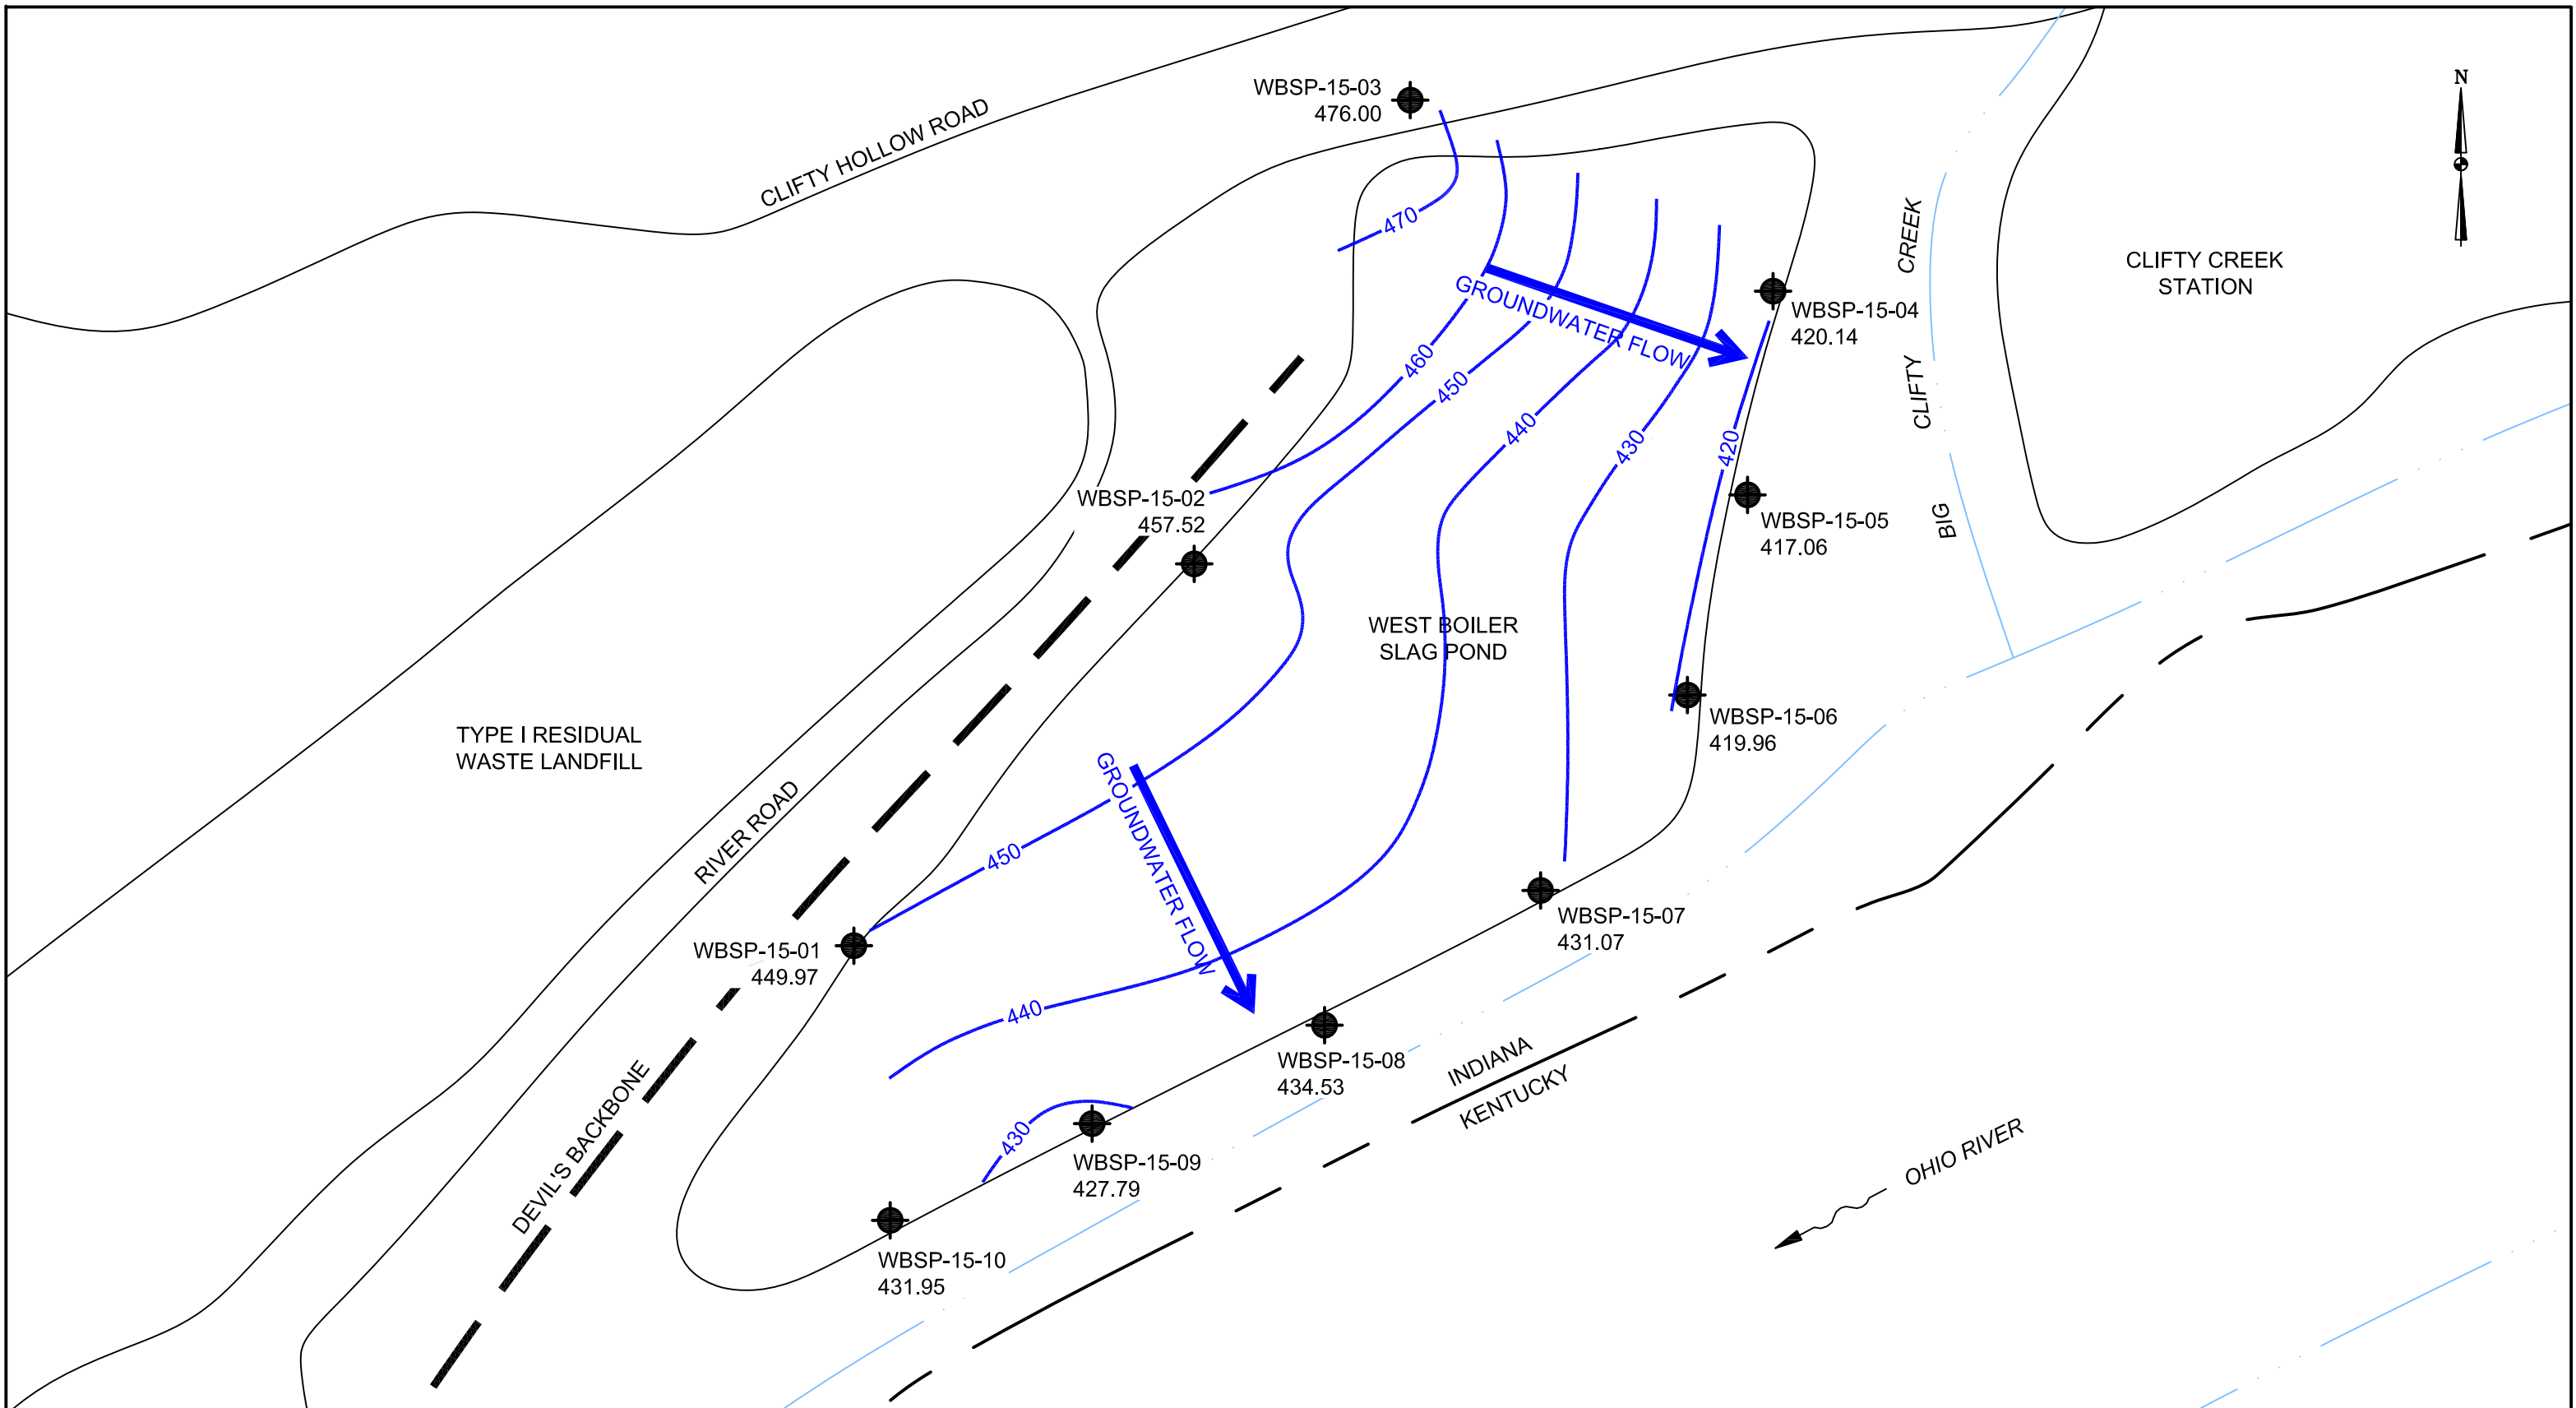 WBSP-15-03
476.00
N
CLIFTY HOLLOW ROAD
470
CREEK
CLIFTY
BIG
CLIFTY CREEK
STATION
GROUNDWATER FLOW
WBSP-15-04
420.14
460
450
440
430
420
WBSP-15-02
457.52
WBSP-15-05
417.06
WEST BOILER
SLAG POND
WBSP-15-06
419.96
TYPE I RESIDUAL
WASTE LANDFILL
RIVER ROAD
GROUNDWATER FLOW
450
WBSP-15-01
449.97
WBSP-15-07
431.07
440
WBSP-15-08
434.53
INDIANA
KENTUCKY
430
WBSP-15-09
427.79
DEVIL'S BACKBONE
OHIO RIVER
WBSP-15-10
431.95